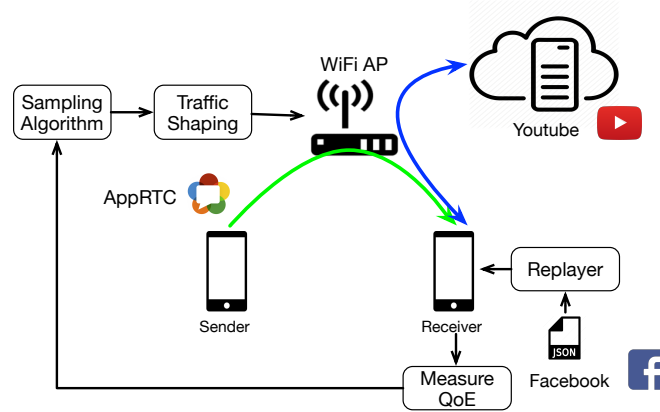 WiFi AP
Sampling
Algorithm
Traffic
Shaping
Youtube
AppRTC
Replayer
Sender
Receiver
JSON
Facebook
Measure
QoE